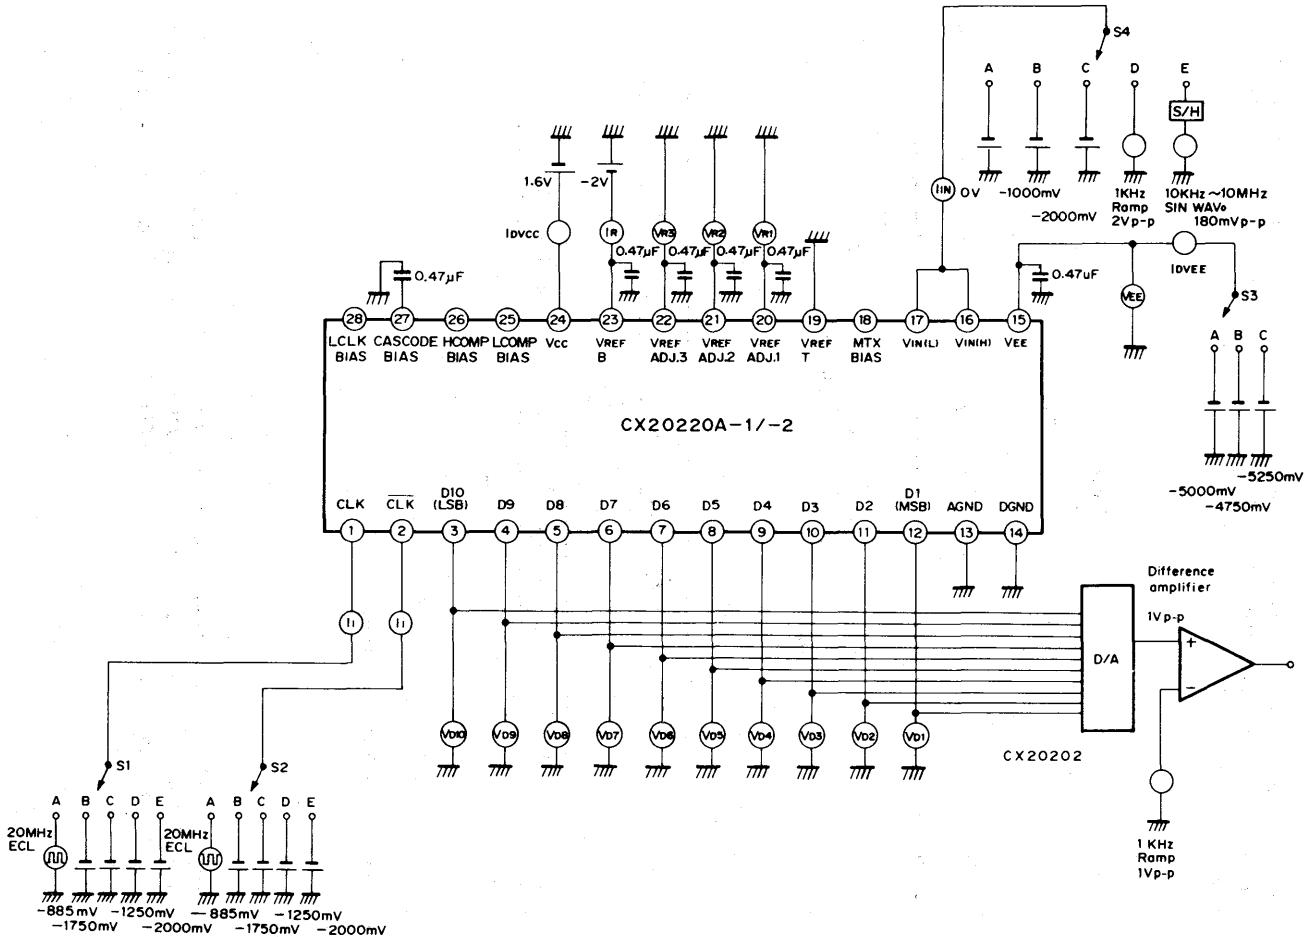 S4
A B C D E
S/H
IIN
0V
-1000mV
-2000mV
1KHz
Ramp
2Vp-p
10KHz~10MHz
SIN WAVe
180mVp-p
1.6V
-2V
IDVCC
IR
VR3
VR2
VR1
0.47μF
0.47μF
0.47μF
0.47μF
0.47μF
0.47uF
IDVEE
VEE
S3
A B C
-5250mV
-5000mV
-4750mV
28 27 26 25 24 23 22 21 20 19 18 17 16 15
LCLK BIAS
CASCODE BIAS
HCOMP BIAS
LCOMP BIAS
VCC
VREF B
VREF ADJ.3
VREF ADJ.2
VREF ADJ.1
VREF T
MTX BIAS
VIN(L)
VIN(H)
VEE
CX20220A-1/-2
CLK
CLK
D10 (LSB)
D9
D8
D7
D6
D5
D4
D3
D2
D1 (MSB)
AGND
DGND
1 2 3 4 5 6 7 8 9 10 11 12 13 14
II
II
Difference
amplifier
1Vp-p
D/A
+
-
CX20202
VD10 VD9 VD8 VD7 VD6 VD5 VD4 VD3 VD2 VD1
1 KHz
Ramp
1Vp-p
S1
A B C D E
20MHz
ECL
-885mV
-1750mV
-1250mV
-2000mV
S2
A B C D E
20MHz
ECL
-885mV
-1750mV
-1250mV
-2000mV